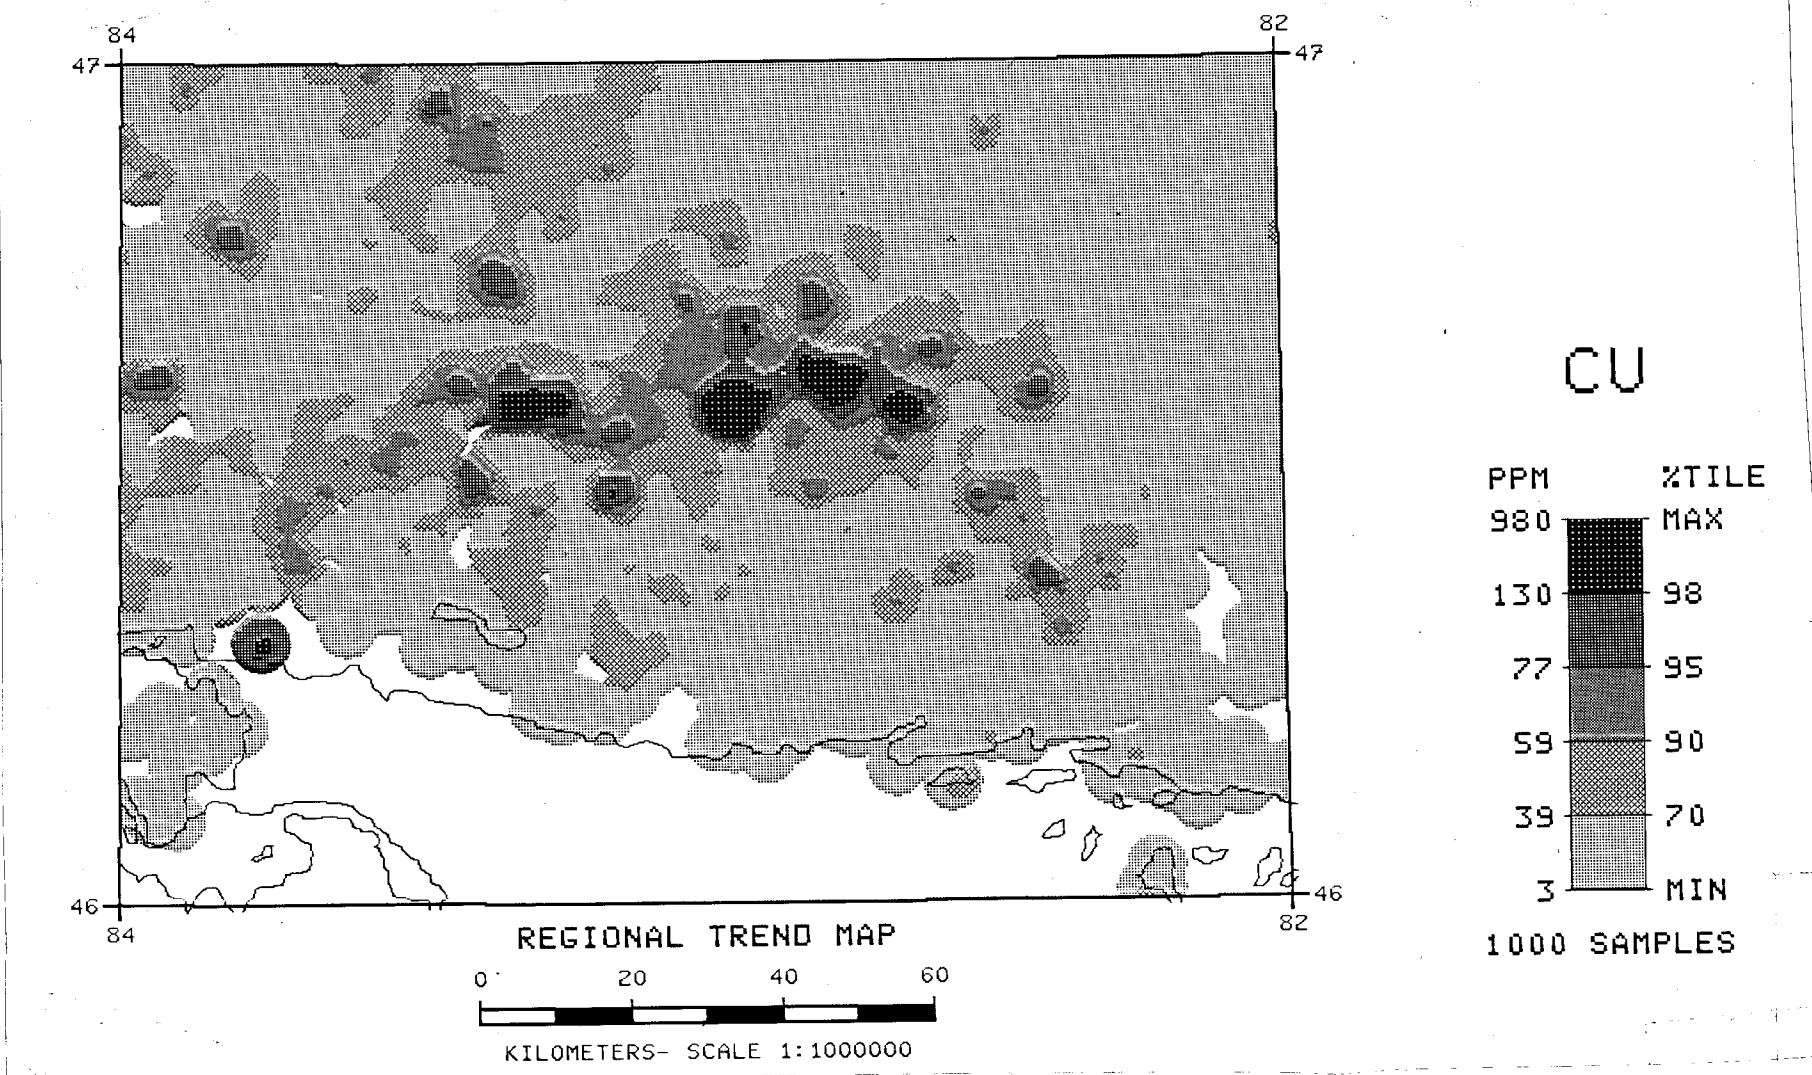 84 82
47 47
CU
PPM %TILE
980 MAX
130 98
77 95
59 90
39 70
3 MIN
46 46
84 82
REGIONAL TREND MAP
1000 SAMPLES
0 20 40 60
KILOMETERS- SCALE 1:1000000